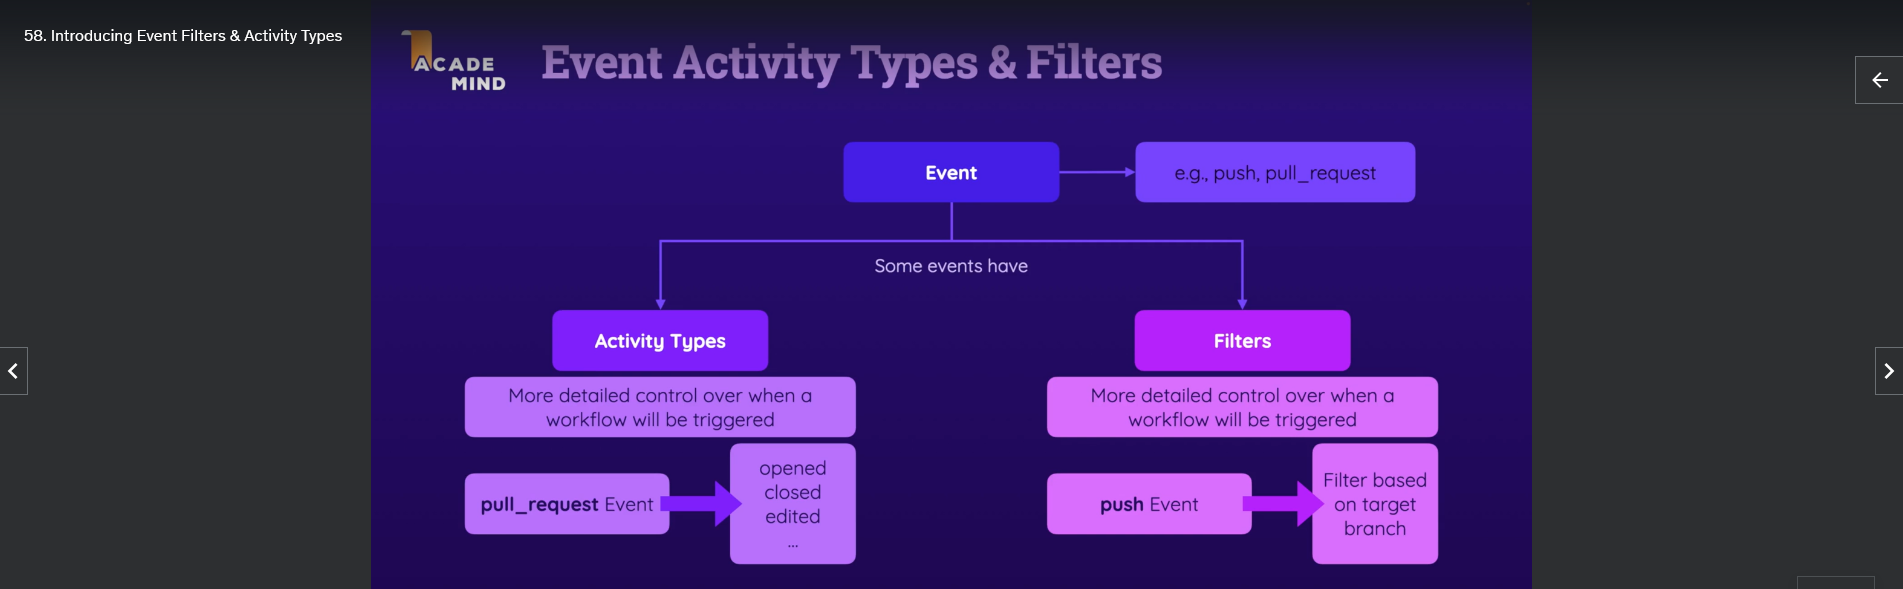 58. Introducing Event Filters & Activity Types
ACADE
MIND
Event Activity Types & Filters
Event
e.g., push, pull_request
Some events have
Activity Types
More detailed control over when a
workflow will be triggered
pull_request Event
opened
closed
edited
...
Filters
More detailed control over when a
workflow will be triggered
push Event
Filter based
on target
branch